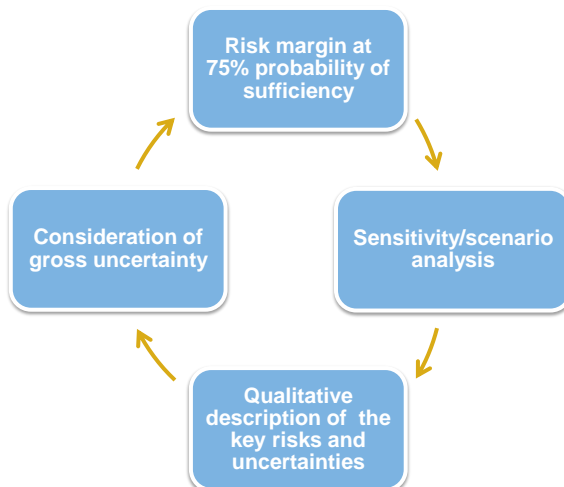 Risk margin at
75% probability of
sufficiency
Consideration of
gross uncertainty
Sensitivity/scenario
analysis
Qualitative
description of the
key risks and
uncertainties